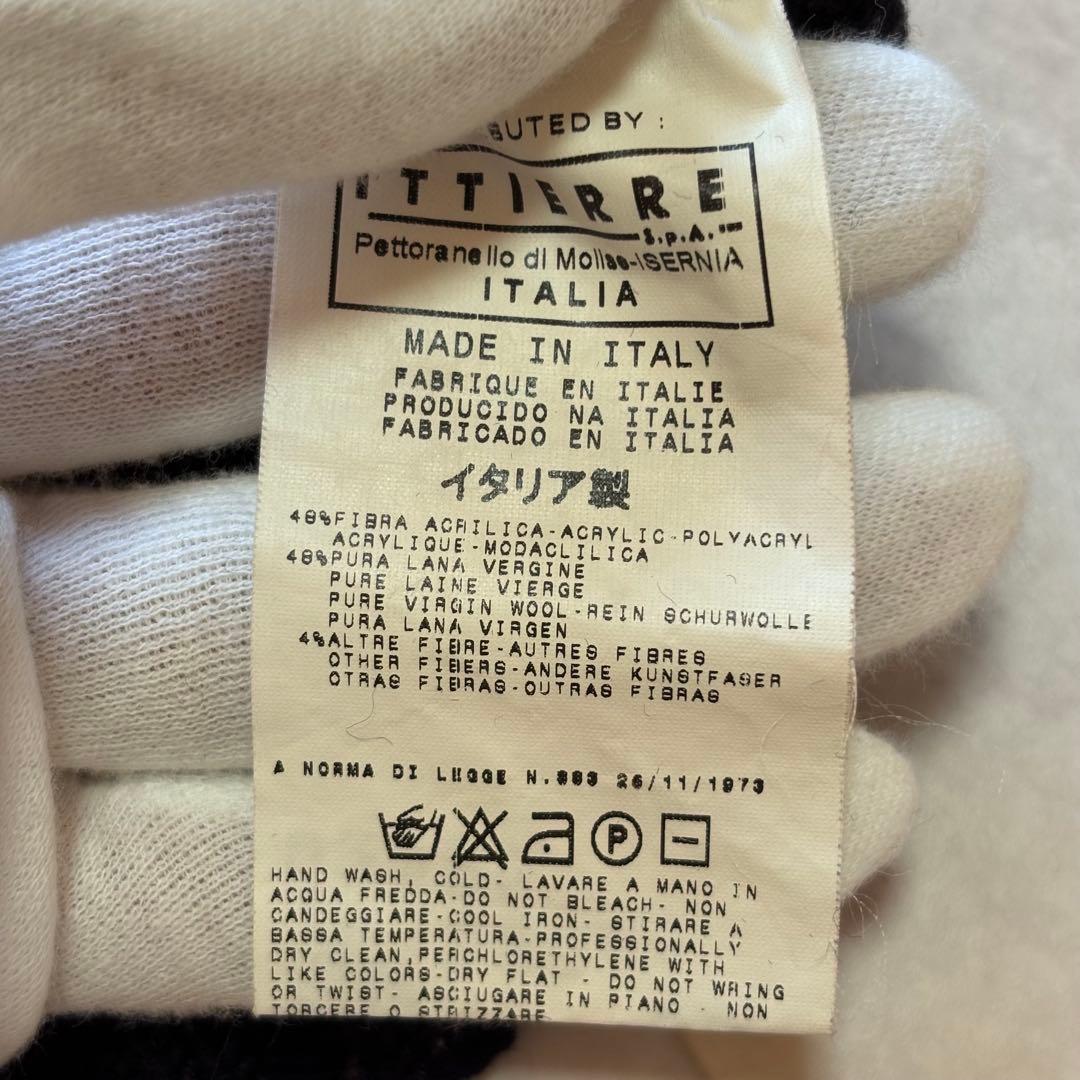 BUTED BY :
ITTIERRE
S.p.A.
Pettoranello di Molise-ISERNIA
ITALIA
MADE IN ITALY
FABRIQUE EN ITALIE
PRODUCIDO NA ITALIA
FABRICADO EN ITALIA
イタリア製
48%FIBRA ACRILICA-ACRYLIC-POLYACRYL
ACRYLIQUE-MODACLILICA
48%PURA LANA VERGINE
PURE LAINE VIERGE
PURE VIRGIN WOOL-REIN SCHURWOLLE
PURA LANA VIRGEN
4%ALTRE FIBRE-AUTRES FIBRES
OTHER FIBERS-ANDERE KUNSTFASER
OTRAS FIBRAS-OUTRAS FIBRAS
A NORMA DI LEGGE N.883 26/11/1973
P
HAND WASH, COLD- LAVARE A MANO IN
ACQUA FREDDA-DO NOT BLEACH- NON
CANDEGGIARE-COOL IRON- STIRARE A
BASSA TEMPERATURA-PROFESSIONALLY
DRY CLEAN,PERCHLORETHYLENE WITH
LIKE COLORS-DRY FLAT - DO NOT WRING
OR TWIST- ASCIUGARE IN PIANO - NON
TORCERE O STRIZZARE